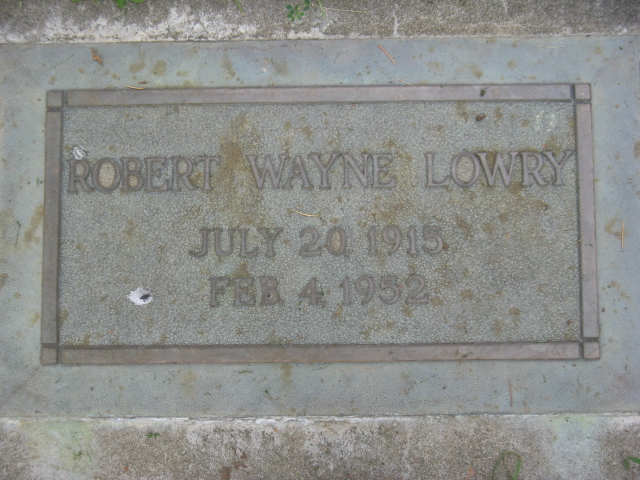 ROBERT WAYNE LOWRY
JULY 20 1915
FEB 4 1952